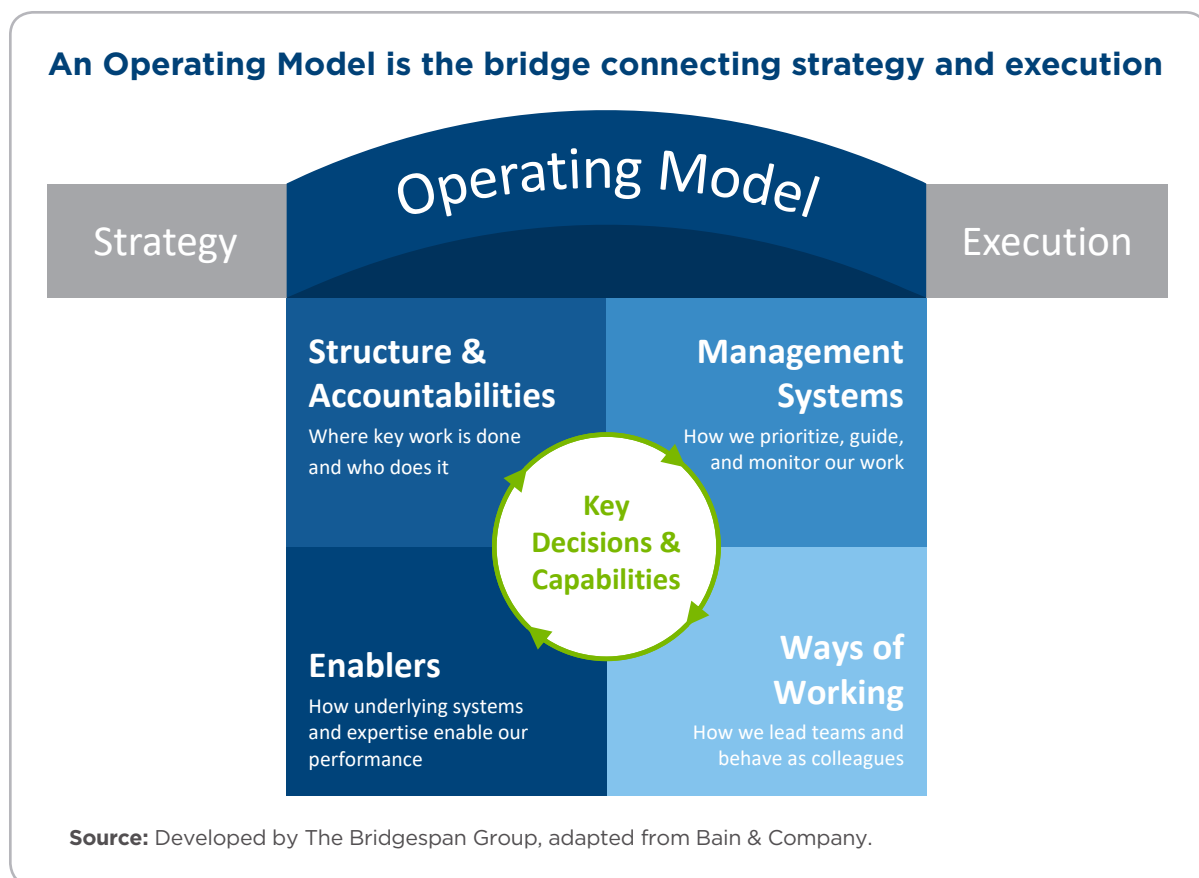 An Operating Model is the bridge connecting strategy and execution
Operating Model
Strategy
Execution
Structure &
Accountabilities
Where key work is done
and who does it
Management
Systems
How we prioritize, guide,
and monitor our work
Key
Decisions &
Capabilities
Enablers
How underlying systems
and expertise enable our
performance
Ways of
Working
How we lead teams and
behave as colleagues
Source: Developed by The Bridgespan Group, adapted from Bain & Company.